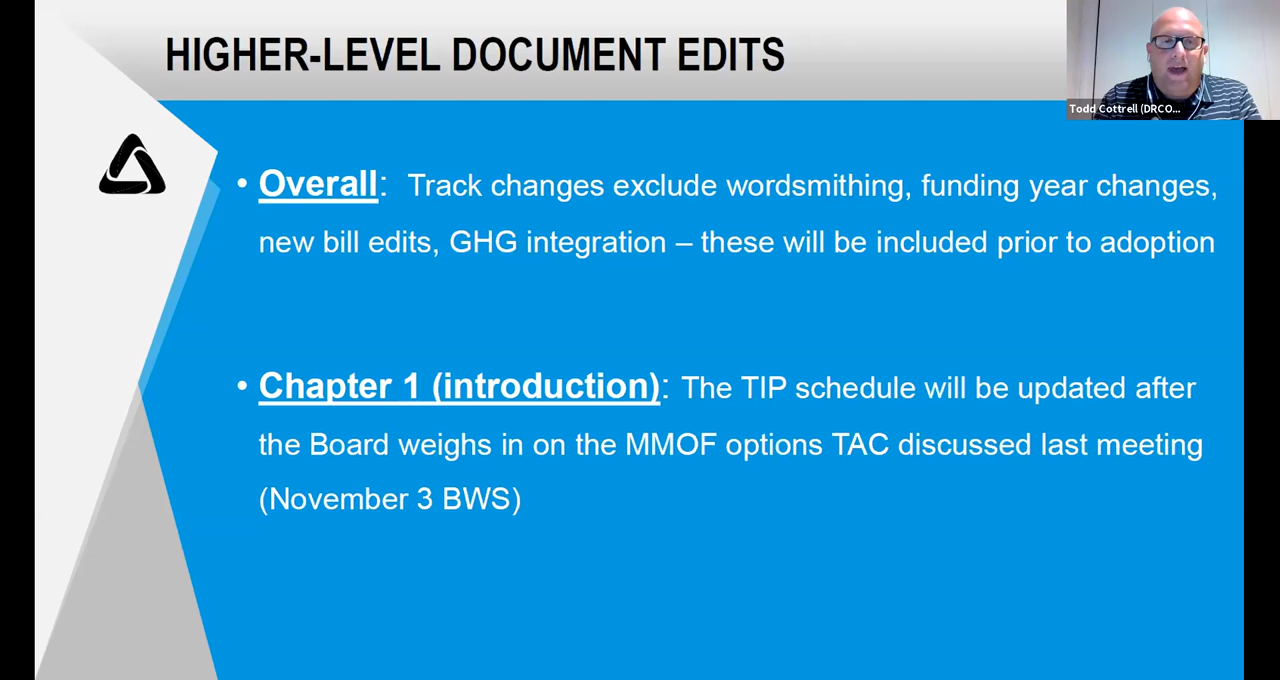 HIGHER-LEVEL DOCUMENT EDITS
Todd Cottrell (DRCO...
• Overall: Track changes exclude wordsmithing, funding year changes,
new bill edits, GHG integration – these will be included prior to adoption
• Chapter 1 (introduction): The TIP schedule will be updated after
the Board weighs in on the MMOF options TAC discussed last meeting
(November 3 BWS)